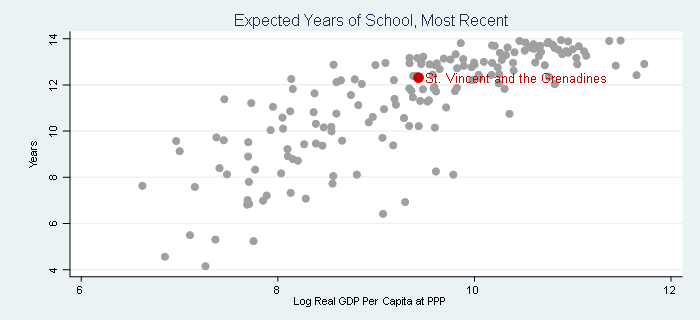 Expected Years of School, Most Recent
14
12
10
8
6
4
Years
St. Vincent and the Grenadines
6
8
10
12
Log Real GDP Per Capita at PPP